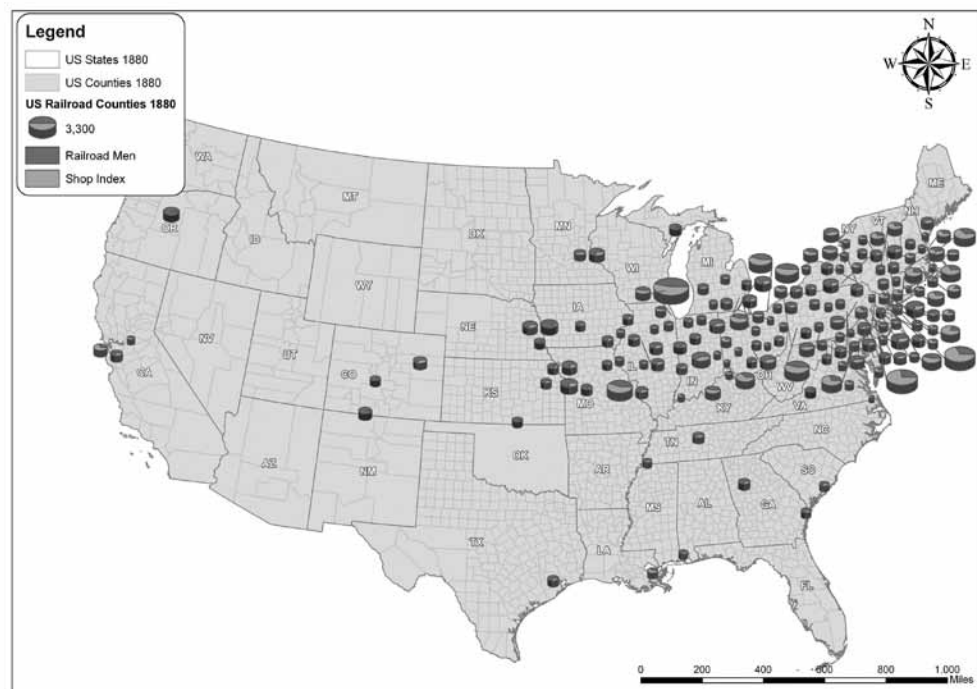 Legend
US States 1880
US Counties 1880
US Railroad Counties 1880
3,300
Railroad Men
Shop Index
N
W E
S
WA
MT
ME
OR
ID
DK
MN
VT
NH
NY
WI
MI
WY
IA
NE
NV
UT
CO
CA
KS
IL
IN
OH
WV
MO
KY
VA
AZ
NM
OK
AR
TN
NC
SC
MS
AL
GA
TX
LA
FL
0 200 400 600 800 1,000
Miles